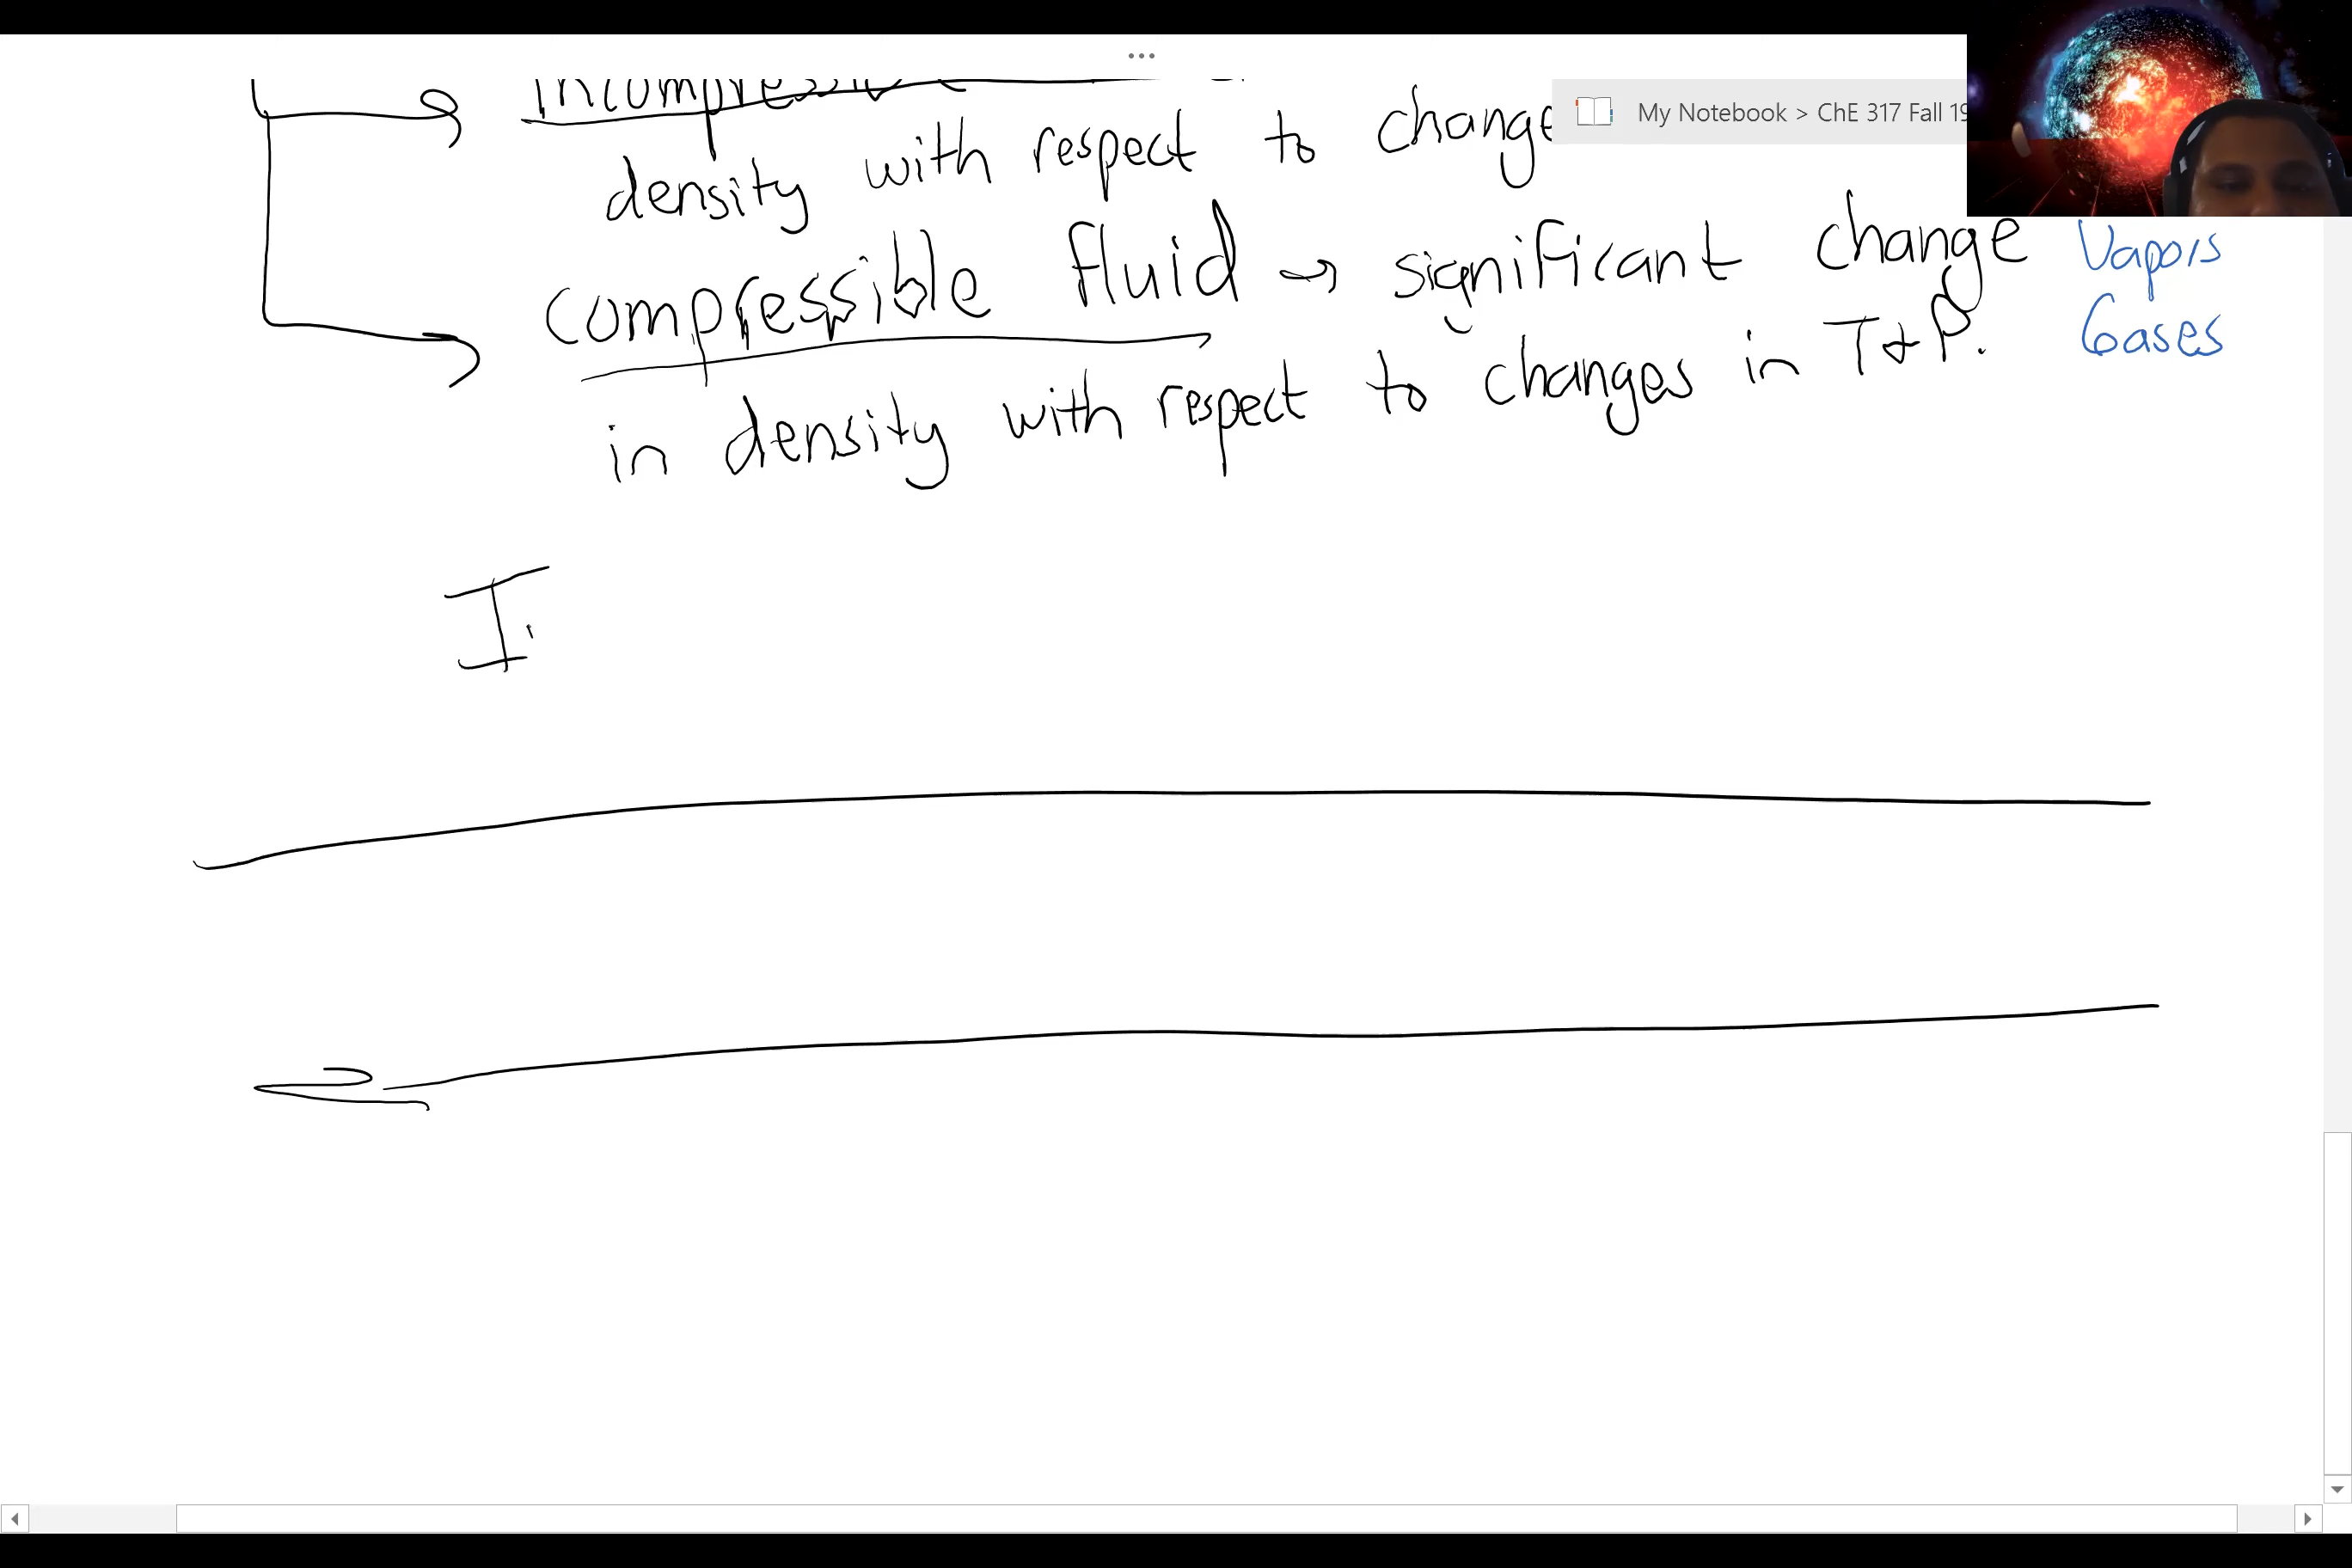 Incompressible
My Notebook > ChE 317 Fall 19
density with respect to change
compressible fluid → significant change
in density with respect to changes in T & P.
Vapors
Gases
I